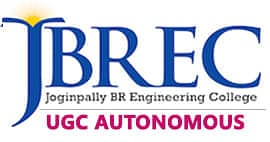 JBREC
Joginpally BR Engineering College
UGC AUTONOMOUS